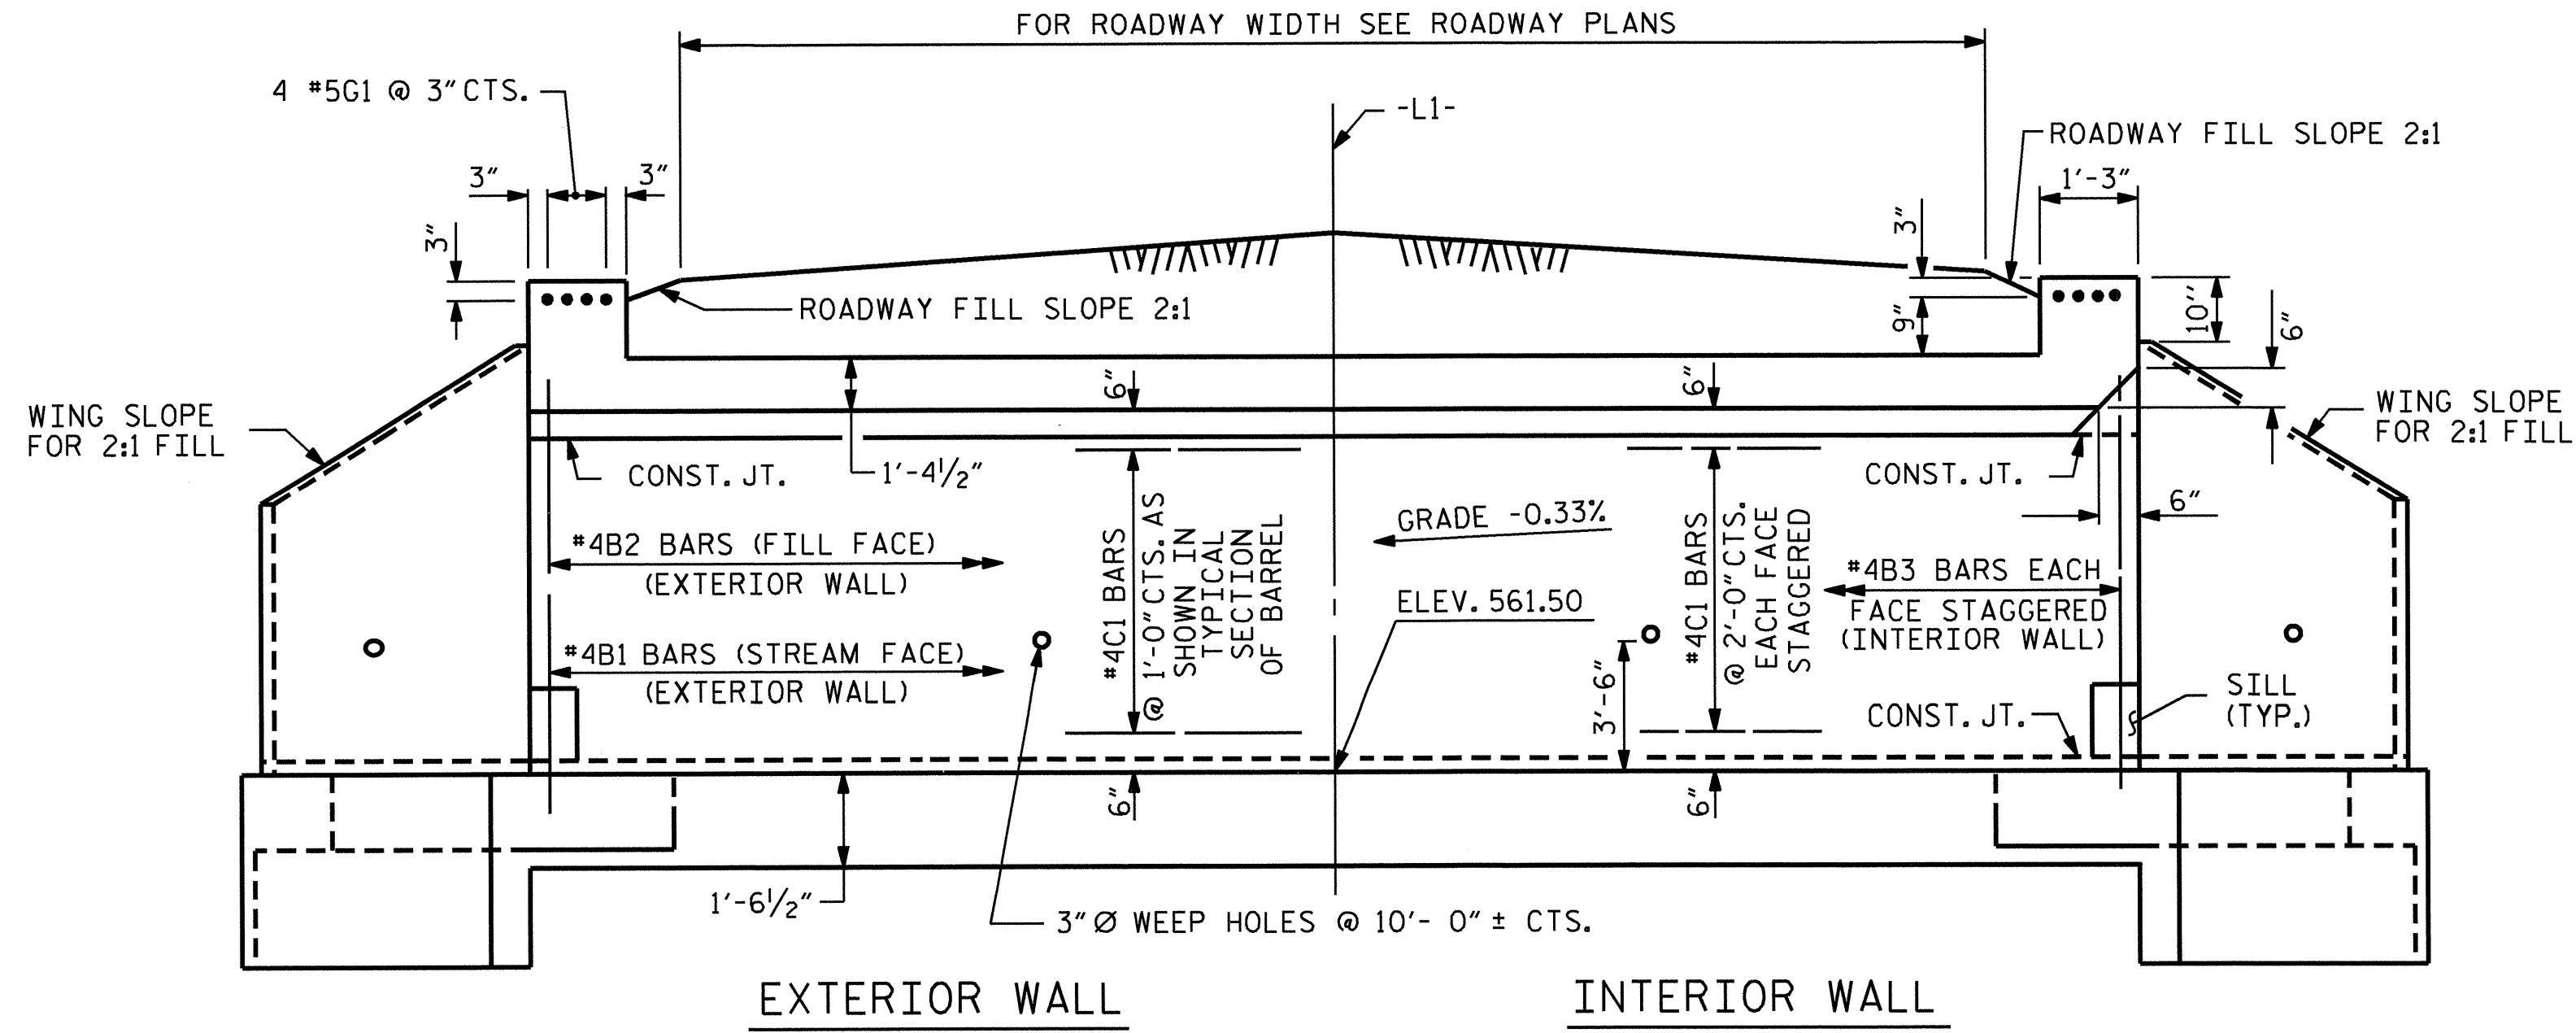 FOR ROADWAY WIDTH SEE ROADWAY PLANS
4 #5G1 @ 3" CTS.
-L1-
ROADWAY FILL SLOPE 2:1
3"
3"
1'-3"
3"
3"
ROADWAY FILL SLOPE 2:1
9"
10"
6"
WING SLOPE
FOR 2:1 FILL
6"
6"
WING SLOPE
FOR 2:1 FILL
CONST. JT.
1'-4 1/2"
CONST. JT.
6"
#4B2 BARS (FILL FACE)
(EXTERIOR WALL)
#4C1 BARS
@ 1'-0" CTS. AS
SHOWN IN
TYPICAL
SECTION
OF BARREL
GRADE -0.33%
ELEV. 561.50
#4C1 BARS
@ 2'-0" CTS.
EACH FACE
STAGGERED
#4B3 BARS EACH
FACE STAGGERED
(INTERIOR WALL)
#4B1 BARS (STREAM FACE)
(EXTERIOR WALL)
3'-6"
CONST. JT.
SILL
(TYP.)
6"
6"
1'-6 1/2"
3" Ø WEEP HOLES @ 10'- 0" ± CTS.
EXTERIOR WALL
INTERIOR WALL